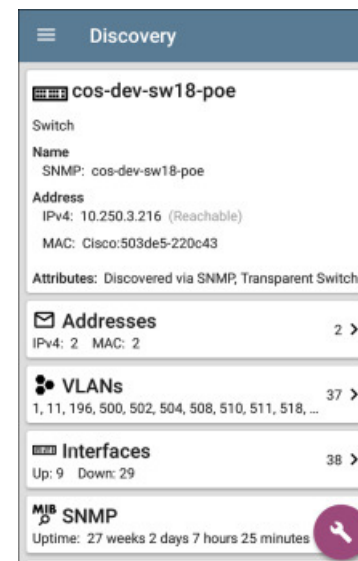 Discovery
cos-dev-sw18-poe
Switch
Name
SNMP: cos-dev-sw18-poe
Address
IPv4: 10.250.3.216 (Reachable)
MAC: Cisco:503de5-220c43
Attributes: Discovered via SNMP, Transparent Switch
Addresses
2
IPv4: 2 MAC: 2
VLANs
37
1, 11, 196, 500, 502, 504, 508, 510, 511, 518, ...
Interfaces
38
Up: 9 Down: 29
MIB SNMP
Uptime: 27 weeks 2 days 7 hours 25 minutes